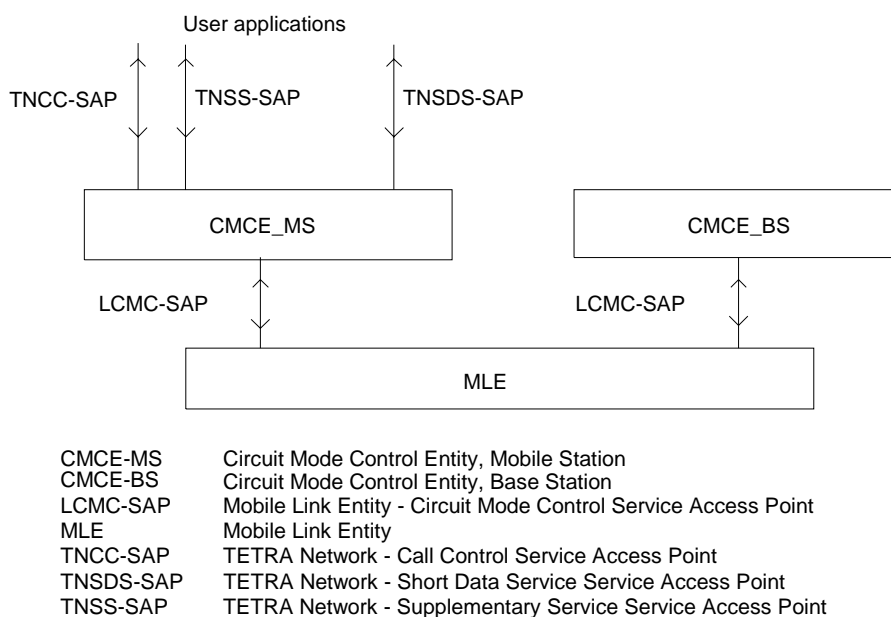 User applications
TNCC-SAP TNSS-SAP TNSDS-SAP
CMCE_MS CMCE_BS
LCMC-SAP LCMC-SAP
MLE
CMCE-MS Circuit Mode Control Entity, Mobile Station
CMCE-BS Circuit Mode Control Entity, Base Station
LCMC-SAP Mobile Link Entity - Circuit Mode Control Service Access Point
MLE Mobile Link Entity
TNCC-SAP TETRA Network - Call Control Service Access Point
TNSDS-SAP TETRA Network - Short Data Service Service Access Point
TNSS-SAP TETRA Network - Supplementary Service Service Access Point